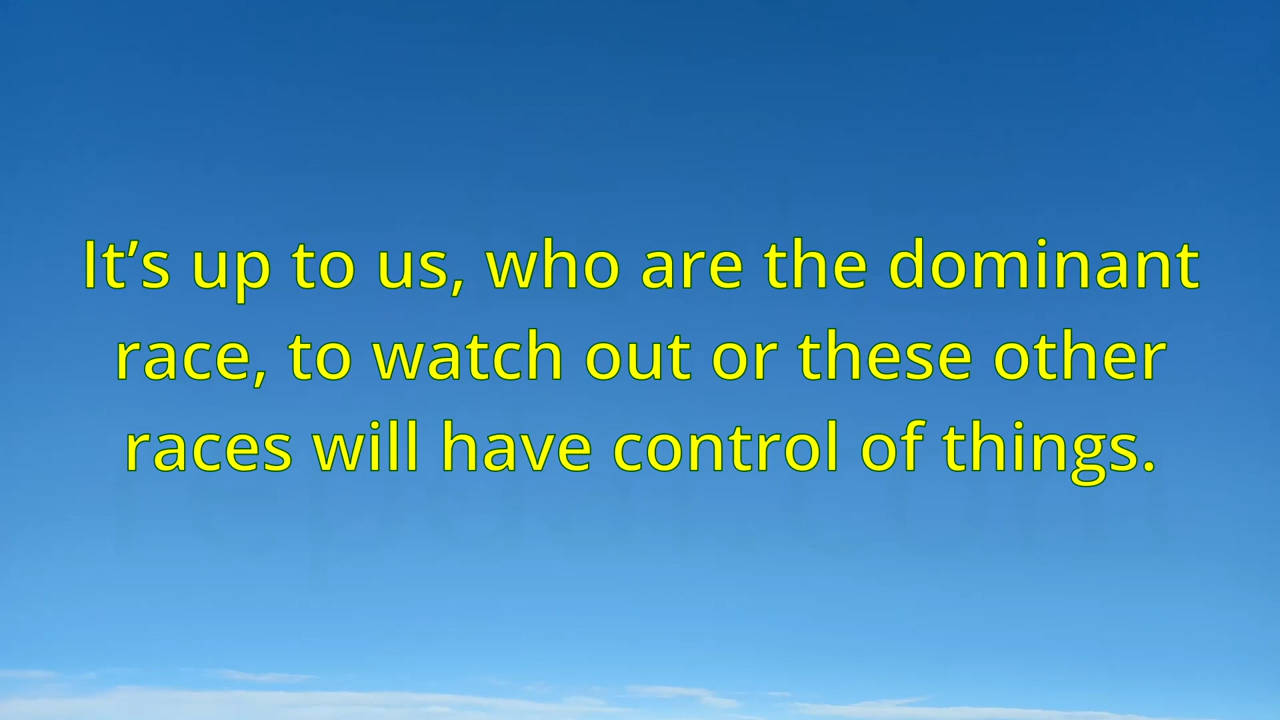 It’s up to us, who are the dominant
race, to watch out or these other
races will have control of things.